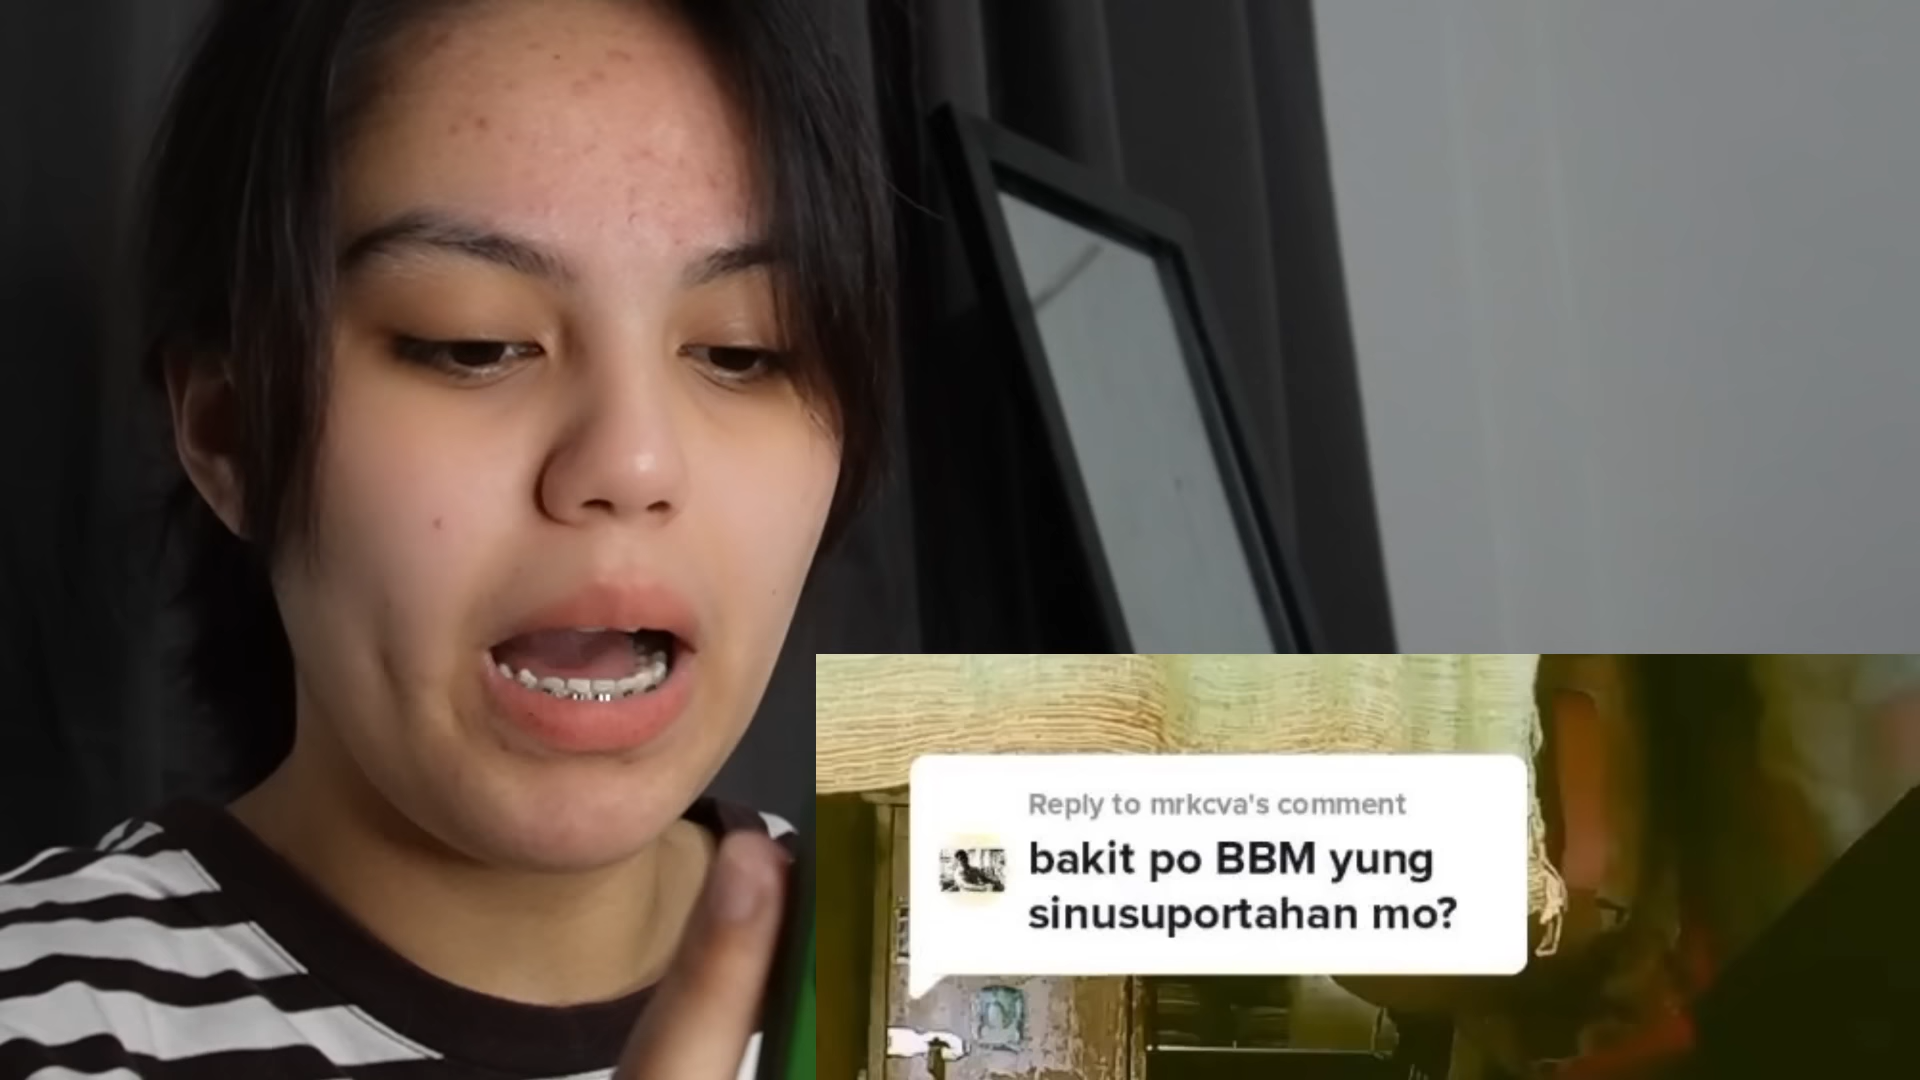 Reply to mrkcva's comment
bakit po BBM yung
sinusuportahan mo?